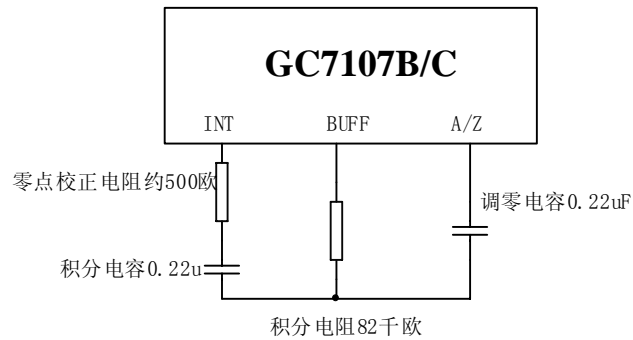 GC7107B/C
INT BUFF A/Z
零点校正电阻约500欧
调零电容0.22uF
积分电容0.22u
积分电阻82千欧